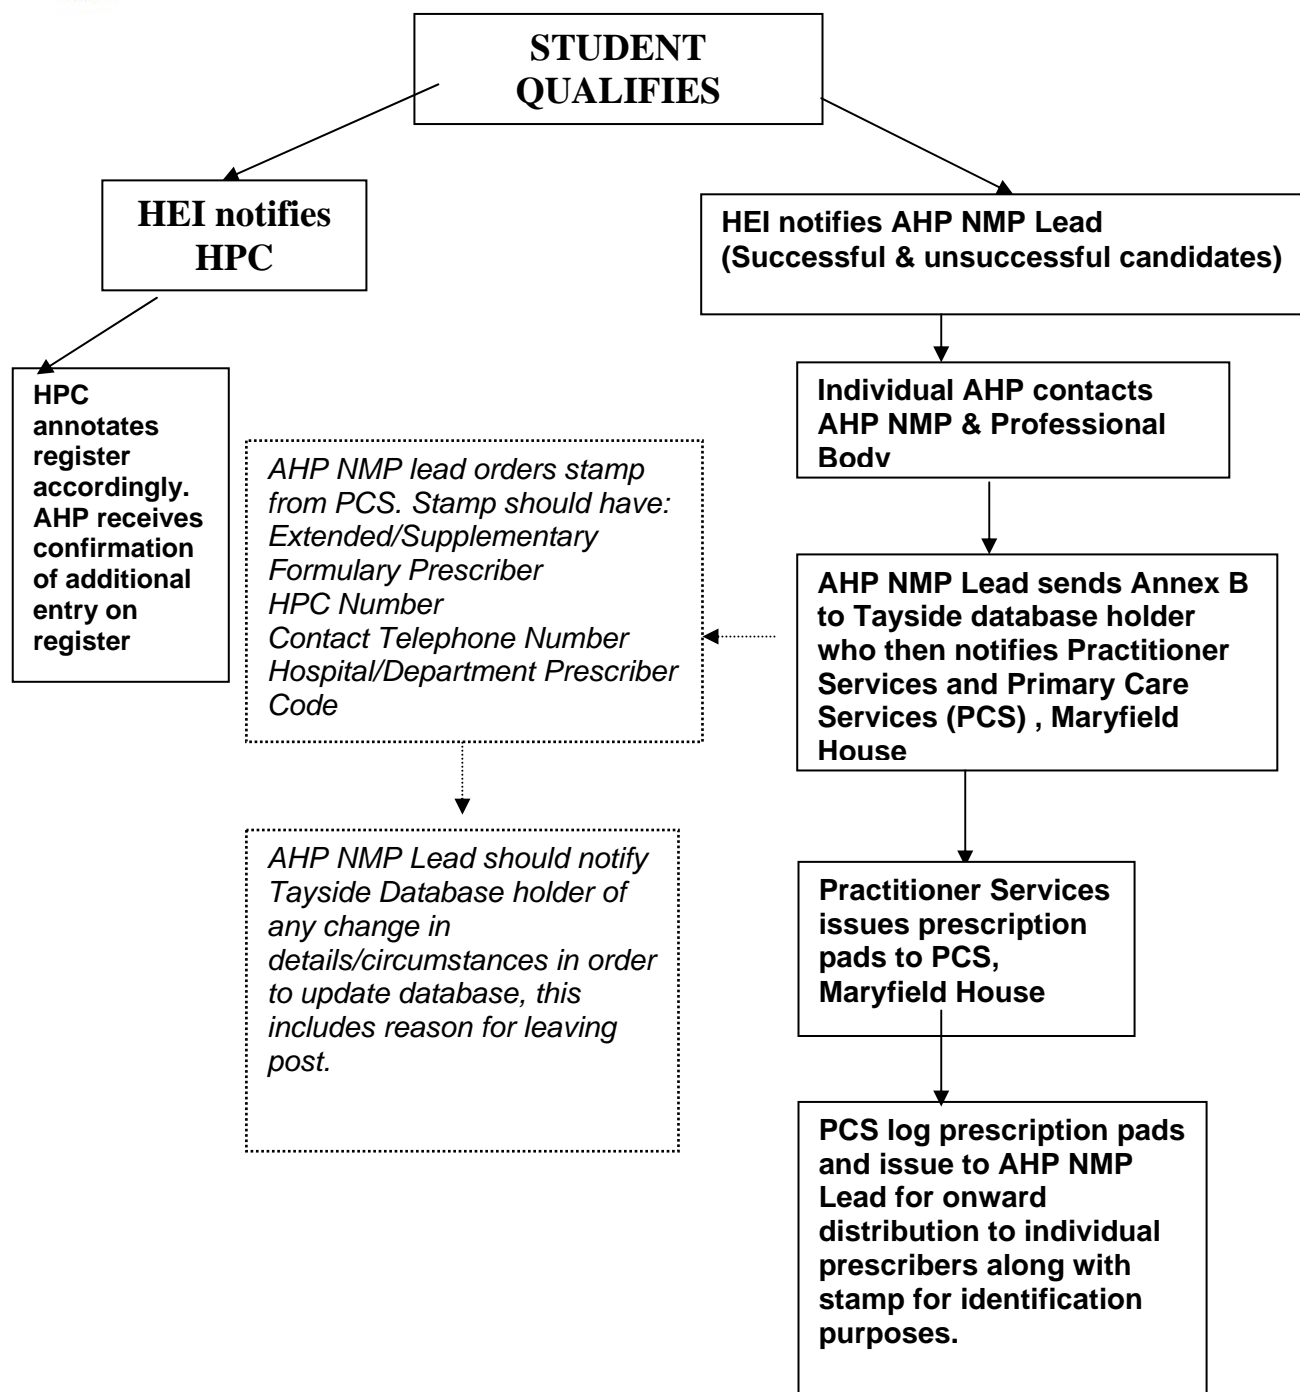 STUDENT
QUALIFIES
HEI notifies
HPC
HEI notifies AHP NMP Lead
(Successful & unsuccessful candidates)
HPC
annotates
register
accordingly.
AHP receives
confirmation
of additional
entry on
register
Individual AHP contacts
AHP NMP & Professional
Body
AHP NMP lead orders stamp
from PCS. Stamp should have:
Extended/Supplementary
Formulary Prescriber
HPC Number
Contact Telephone Number
Hospital/Department Prescriber
Code
AHP NMP Lead sends Annex B
to Tayside database holder
who then notifies Practitioner
Services and Primary Care
Services (PCS) , Maryfield
House
AHP NMP Lead should notify
Tayside Database holder of
any change in
details/circumstances in order
to update database, this
includes reason for leaving
post.
Practitioner Services
issues prescription
pads to PCS,
Maryfield House
PCS log prescription pads
and issue to AHP NMP
Lead for onward
distribution to individual
prescribers along with
stamp for identification
purposes.